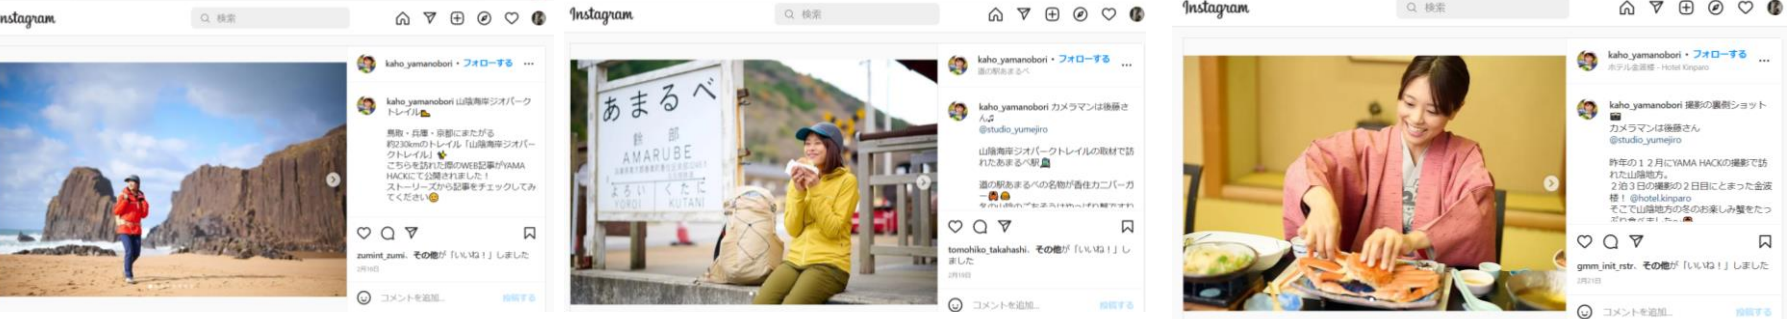 Instagram
検索
kaho_yamanobori • フォローする
kaho_yamanobori 山陰海岸ジオパーク
トレイル
鳥取・兵庫・京都にまたがる
約230kmのトレイル「山陰海岸ジオパー
クトレイル」
こちらを訪れた際のWEB記事がYAMA
HACKにて公開されました！
ストーリーズから記事をチェックしてみ
てください
zumint_zumi、その他が「いいね！」しました
コメントを追加...
投稿する
Instagram
検索
あまるべ
鈴部
AMARUBE
よろい くたに
YOROI KUTANI
kaho_yamanobori • フォローする
道の駅あまるべ
kaho_yamanobori カメラマンは後藤さ
ん♫
@studio_yumejiro
山陰海岸ジオパークトレイルの取材で訪
れたあまるべ駅
道の駅あまるべの名物が香住カニバーガ
ー
tomohiko_takahashi、その他が「いいね！」し
ました
2月18日
コメントを追加...
投稿する
Instagram
検索
kaho_yamanobori • フォローする
ホテル金波楼 - Hotel Kinparo
kaho_yamanobori 撮影の裏側ショット
カメラマンは後藤さん
@studio_yumejiro
昨年の１２月にYAMA HACKの撮影で訪
れた山陰地方。
２泊３日の撮影の２日目にとまった金波
楼！ @hotel.kinparo
そこで山陰地方の冬のお楽しみ蟹をたっ
gmm_init_rstr、その他が「いいね！」しました
2月21日
コメントを追加...
投稿する